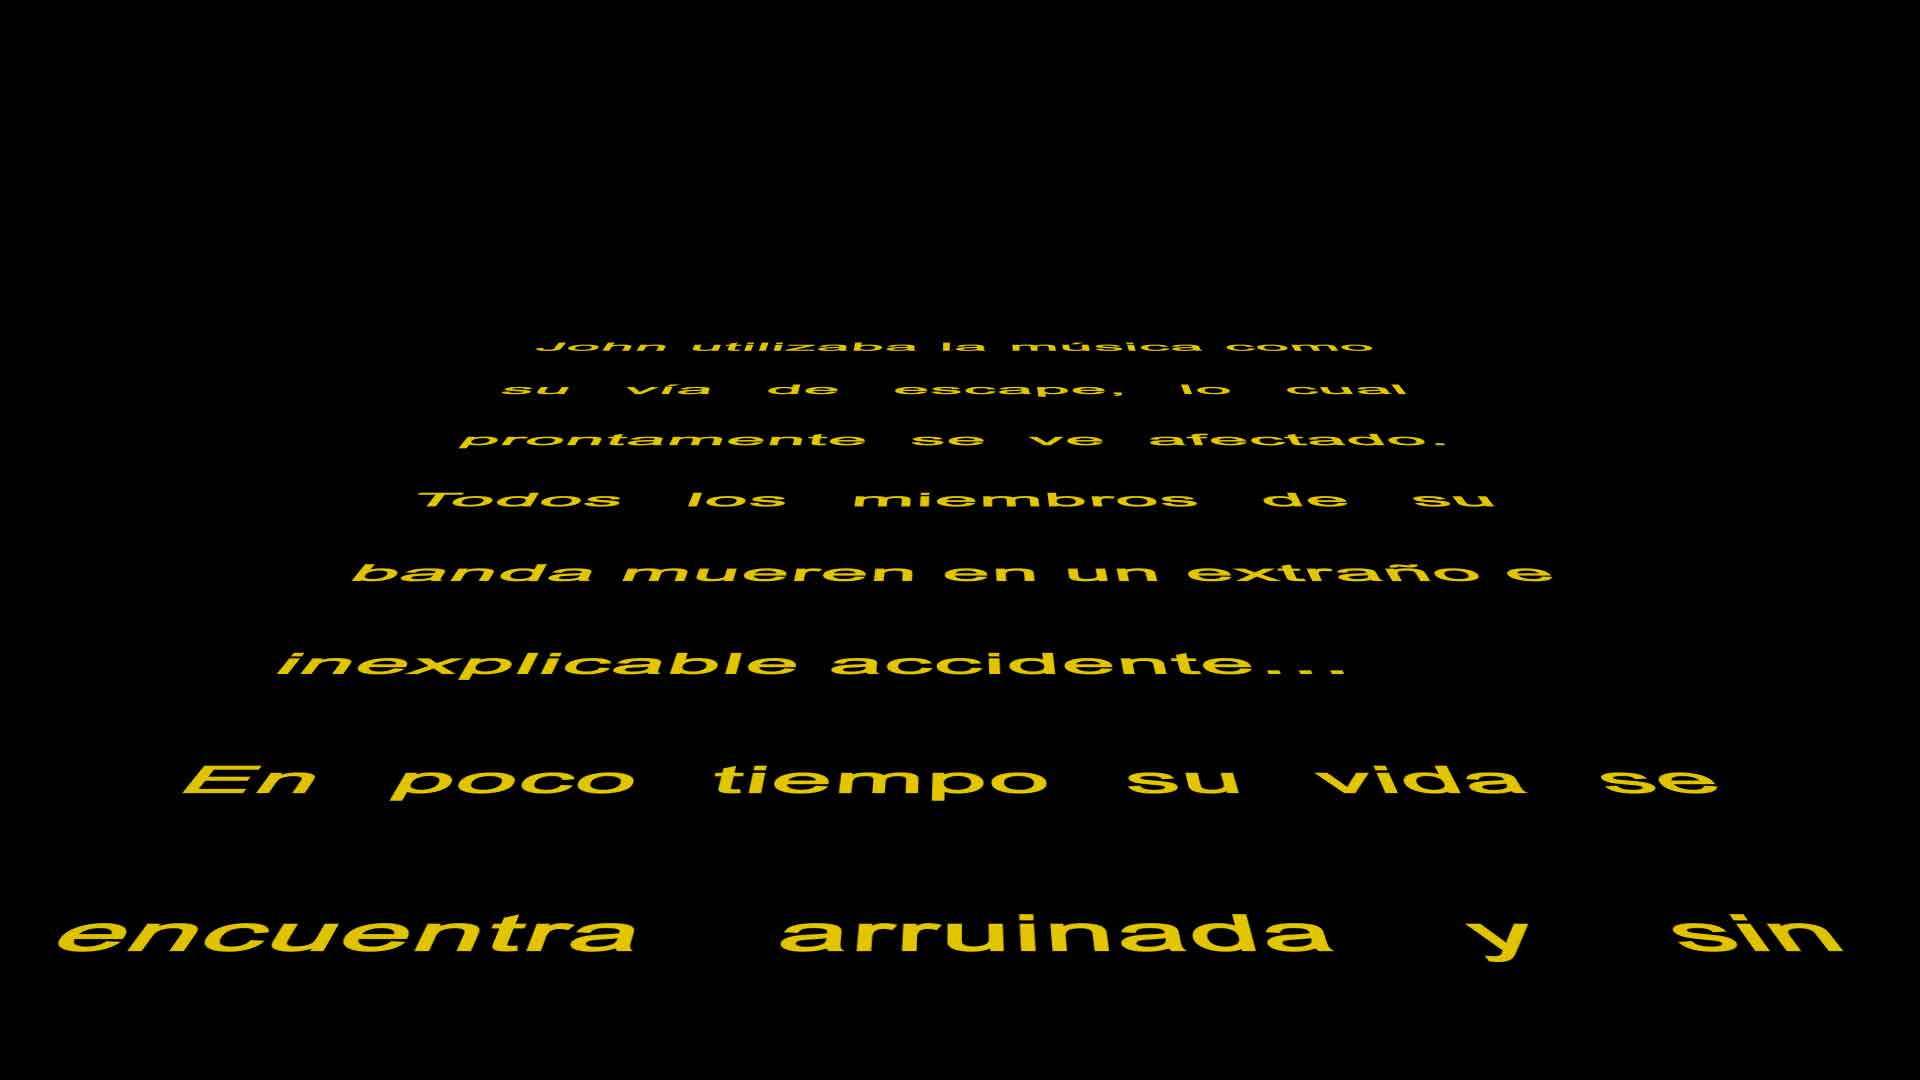 John utilizaba la música como
su vía de escape, lo cual
prontamente se ve afectado.
Todos los miembros de su
banda mueren en un extraño e
inexplicable accidente...
En poco tiempo su vida se
encuentra arruinada y sin